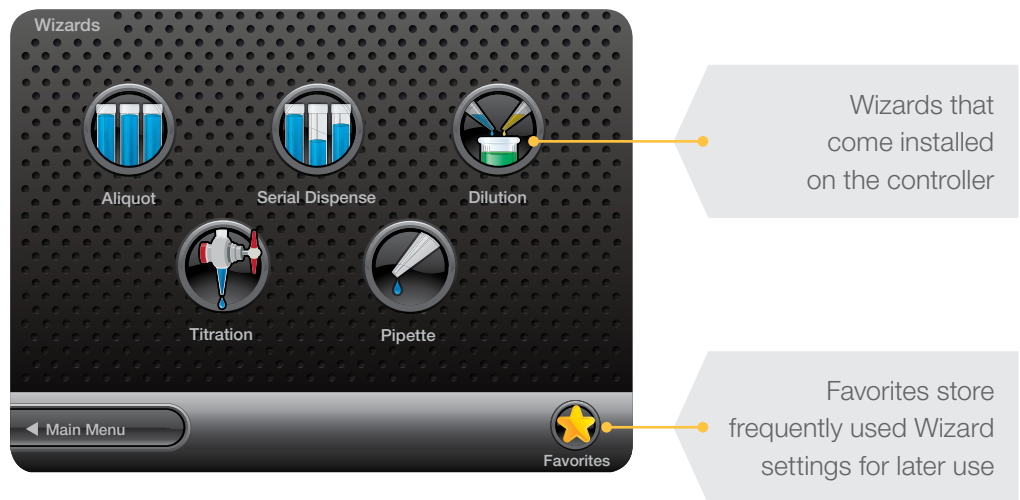 Wizards
Aliquot
Serial Dispense
Dilution
Titration
Pipette
◀ Main Menu
Favorites
Wizards that
come installed
on the controller
Favorites store
frequently used Wizard
settings for later use